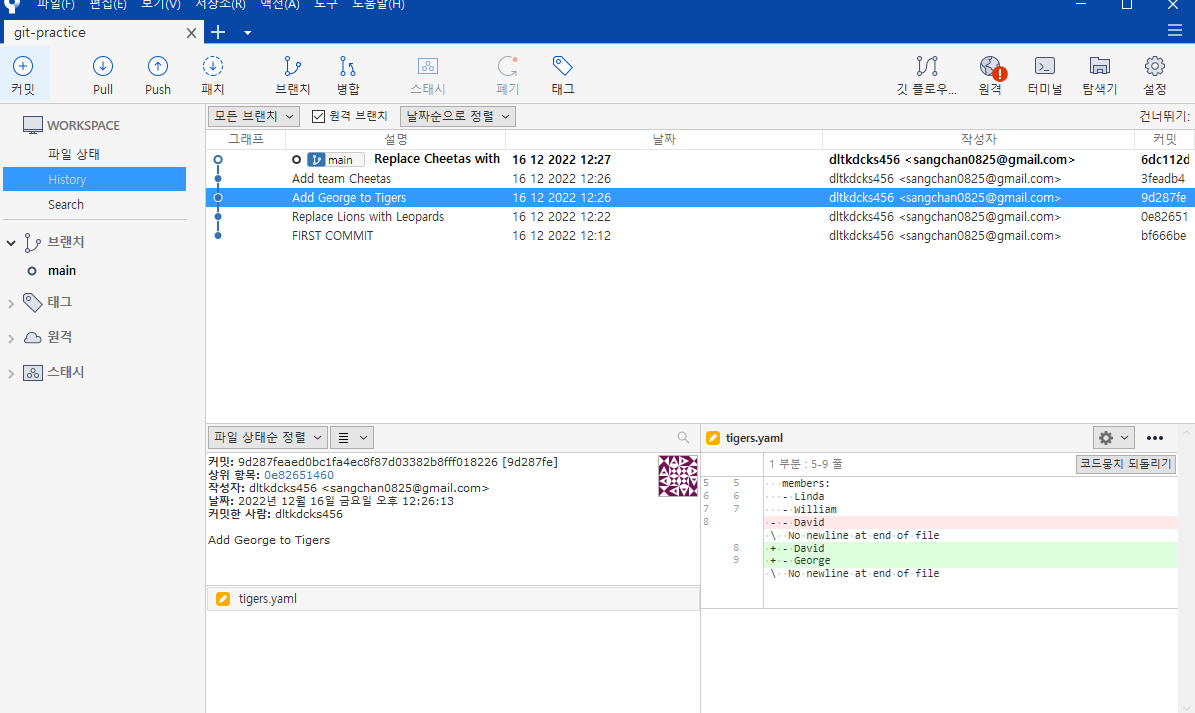 파일(F) 편집(E) 보기(V) 저장소(R) 액션(A) 도구 도움말(H)
git-practice
커밋 Pull Push 패치 브랜치 병합 스태시 폐기 태그 깃 플로우... 원격 터미널 탐색기 설정
WORKSPACE
파일 상태
History
Search
브랜치
main
태그
원격
스태시
모든 브랜치 원격 브랜치 날짜순으로 정렬 건너뛰기:
그래프 설명 날짜 작성자 커밋
main Replace Cheetas with 16 12 2022 12:27 dltkdcks456 <sangchan0825@gmail.com> 6dc112d
Add team Cheetas 16 12 2022 12:26 dltkdcks456 <sangchan0825@gmail.com> 3feadb4
Add George to Tigers 16 12 2022 12:26 dltkdcks456 <sangchan0825@gmail.com> 9d287fe
Replace Lions with Leopards 16 12 2022 12:22 dltkdcks456 <sangchan0825@gmail.com> 0e82651
FIRST COMMIT 16 12 2022 12:12 dltkdcks456 <sangchan0825@gmail.com> bf666be
파일 상태순 정렬
커밋: 9d287feaed0bc1fa4ec8f87d03382b8fff018226 [9d287fe]
상위 항목: 0e82651460
작성자: dltkdcks456 <sangchan0825@gmail.com>
날짜: 2022년 12월 16일 금요일 오후 12:26:13
커밋한 사람: dltkdcks456
Add George to Tigers
tigers.yaml
tigers.yaml
1 부분 : 5-9 줄 코드뭉치 되돌리기
5 5 members:
6 6 - Linda
7 7 - William
8 - - David
\ No newline at end of file
8 + - David
9 + - George
\ No newline at end of file